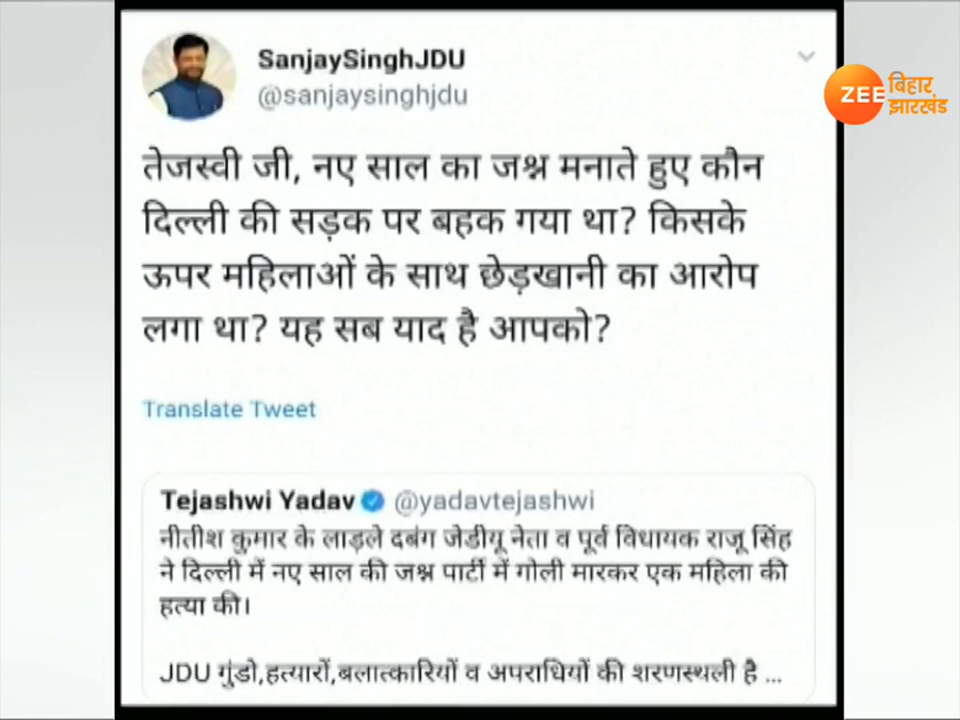 SanjaySinghJDU
@sanjaysinghjdu
ZEE बिहार झारखंड
तेजस्वी जी, नए साल का जश्न मनाते हुए कौन
दिल्ली की सड़क पर बहक गया था? किसके
ऊपर महिलाओं के साथ छेड़खानी का आरोप
लगा था? यह सब याद है आपको?
Translate Tweet
Tejashwi Yadav @yadavtejashwi
नीतीश कुमार के लाड़ले दबंग जेडीयू नेता व पूर्व विधायक राजू सिंह
ने दिल्ली में नए साल की जश्न पार्टी में गोली मारकर एक महिला की
हत्या की।
JDU गुंडो,हत्यारों,बलात्कारियों व अपराधियों की शरणस्थली है ...